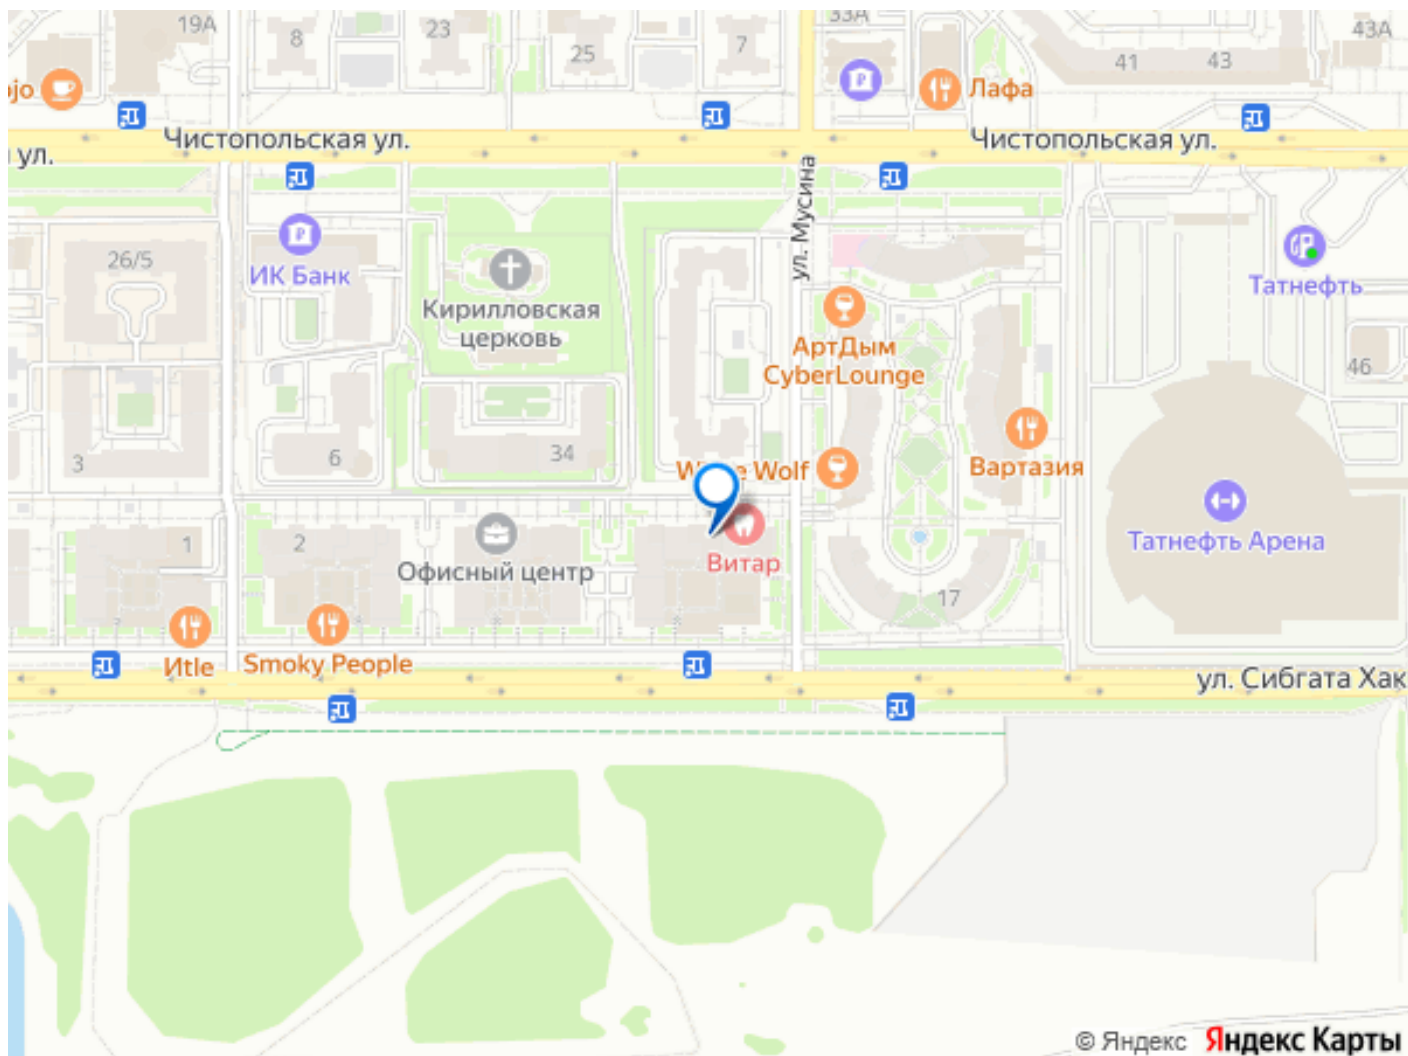 19А
8
23
25
7
33А
41
43
43А
ojo
Лафа
Чистопольская ул.
Чистопольская ул.
ул.
ул. Мусина
26/5
ИК Банк
Кирилловская
церковь
Татнефть
АртДым
CyberLounge
46
3
6
34
Wolf
Вартазия
1
2
Офисный центр
Витар
Татнефть Арена
17
Иtle
Smoky People
ул. Сибгата Хак
© Яндекс
Яндекс Карты